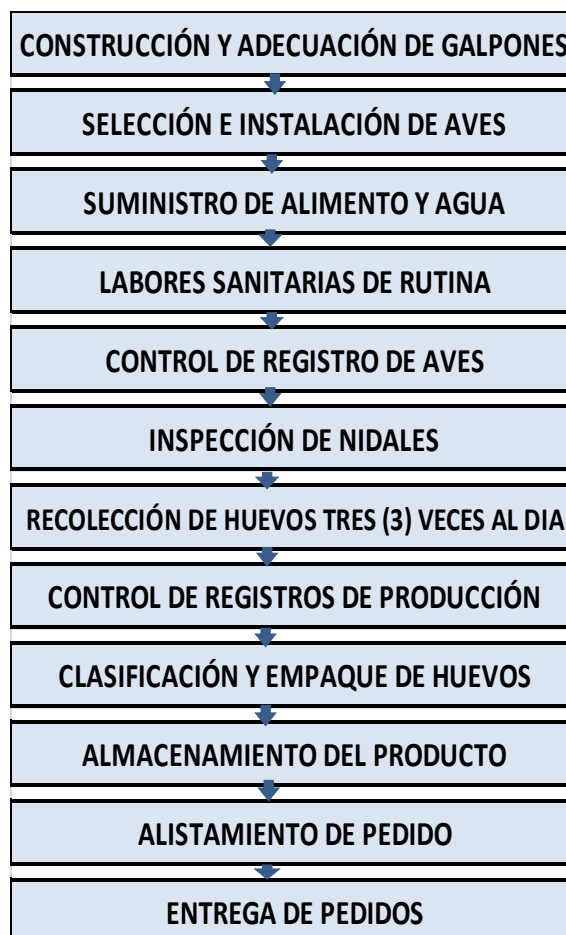 CONSTRUCCIÓN Y ADECUACIÓN DE GALPONES
SELECCIÓN E INSTALACIÓN DE AVES
SUMINISTRO DE ALIMENTO Y AGUA
LABORES SANITARIAS DE RUTINA
CONTROL DE REGISTRO DE AVES
INSPECCIÓN DE NIDALES
RECOLECCIÓN DE HUEVOS TRES (3) VECES AL DIA
CONTROL DE REGISTROS DE PRODUCCIÓN
CLASIFICACIÓN Y EMPAQUE DE HUEVOS
ALMACENAMIENTO DEL PRODUCTO
ALISTAMIENTO DE PEDIDO
ENTREGA DE PEDIDOS